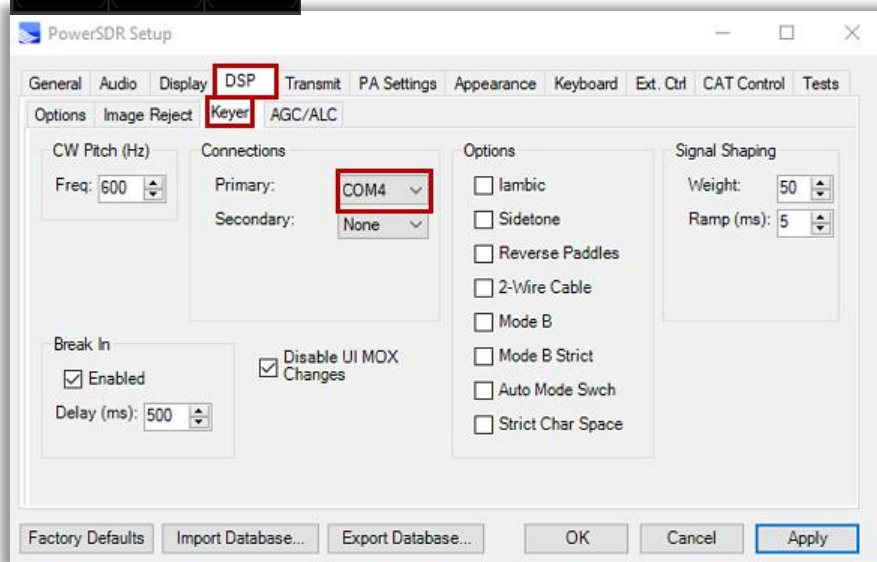 PowerSDR Setup
General Audio Display DSP Transmit PA Settings Appearance Keyboard Ext. Ctrl CAT Control Tests
Options Image Reject Keyer AGC/ALC
CW Pitch (Hz)
Freq: 600
Connections
Primary: COM4
Secondary: None
Options
Iambic
Sidetone
Reverse Paddles
2-Wire Cable
Mode B
Mode B Strict
Auto Mode Swch
Strict Char Space
Signal Shaping
Weight: 50
Ramp (ms): 5
Break In
Enabled
Delay (ms): 500
Disable UI MOX
Changes
Factory Defaults Import Database... Export Database... OK Cancel Apply